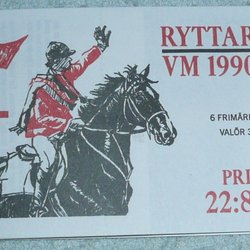 RYTTAR
VM 1990
6 FRIMÄR
VALÖR 3
PRI
22:8